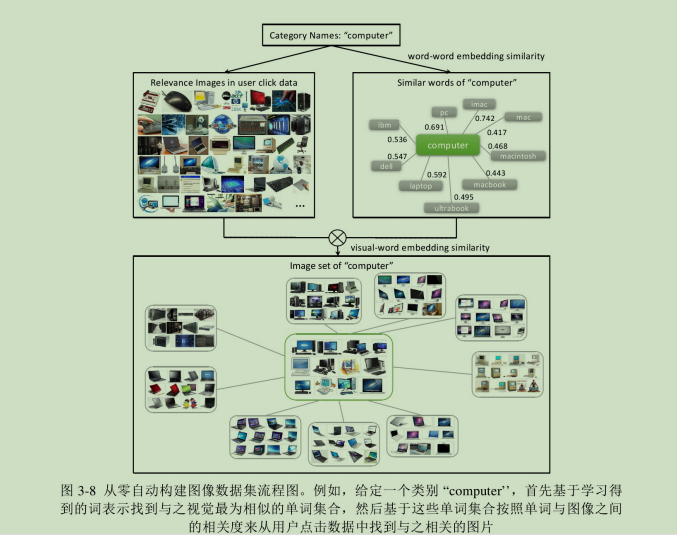 Category Names: “computer”
word-word embedding similarity
Relevance Images in user click data
...
Similar words of “computer”
imac
pc
mac
0.742
ibm
0.691
0.417
0.536
computer
0.468
macintosh
0.547
dell
0.443
0.592
laptop
macbook
0.495
ultrabook
visual-word embedding similarity
Image set of “computer”
图 3-8 从零自动构建图像数据集流程图。例如，给定一个类别 “computer’’，首先基于学习得
到的词表示找到与之视觉最为相似的单词集合，然后基于这些单词集合按照单词与图像之间
的相关度来从用户点击数据中找到与之相关的图片